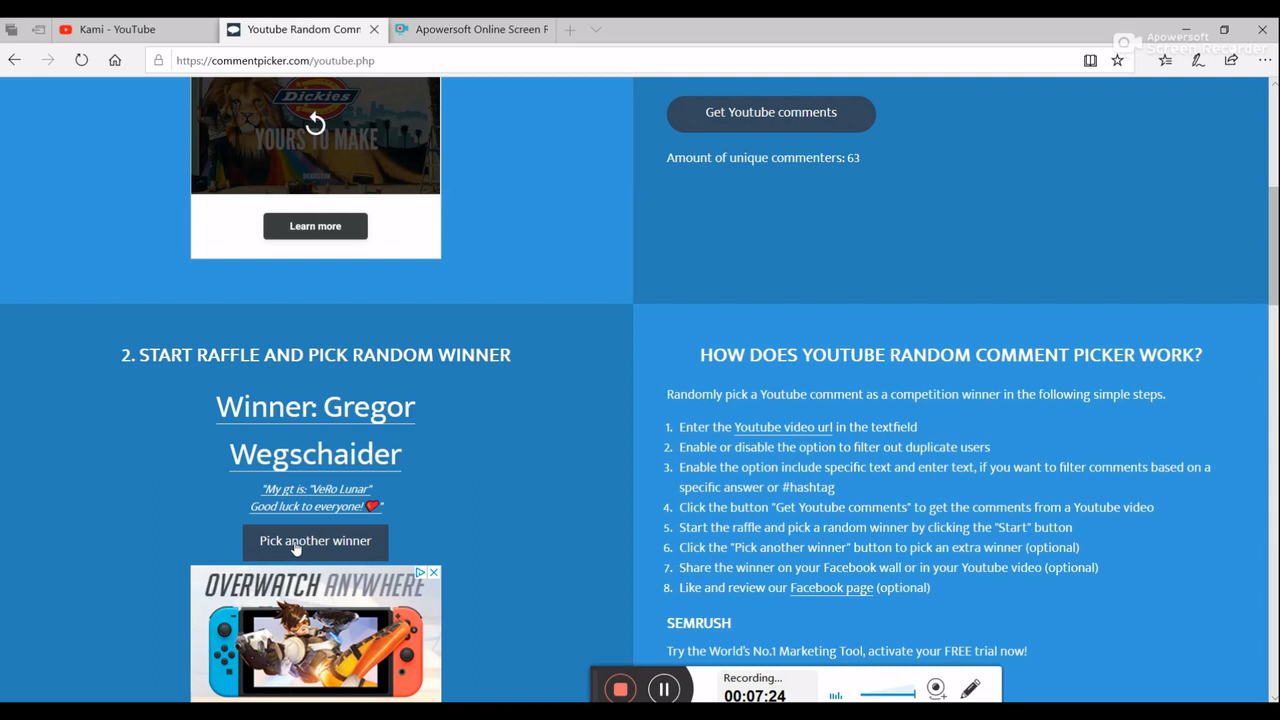 Kami - YouTube
Youtube Random Comm
Apowersoft Online Screen R
https://commentpicker.com/youtube.php
Apowersoft
Screen Recorder
Dickies
YOURS TO MAKE
DICKIES.COM
Learn more
Get Youtube comments
Amount of unique commenters: 63
2. START RAFFLE AND PICK RANDOM WINNER
Winner: Gregor
Wegschaider
"My gt is: "VeRo Lunar"
Good luck to everyone!❤"
Pick another winner
OVERWATCH ANYWHERE
HOW DOES YOUTUBE RANDOM COMMENT PICKER WORK?
Randomly pick a Youtube comment as a competition winner in the following simple steps.
1. Enter the Youtube video url in the textfield
2. Enable or disable the option to filter out duplicate users
3. Enable the option include specific text and enter text, if you want to filter comments based on a
specific answer or #hashtag
4. Click the button "Get Youtube comments" to get the comments from a Youtube video
5. Start the raffle and pick a random winner by clicking the "Start" button
6. Click the "Pick another winner" button to pick an extra winner (optional)
7. Share the winner on your Facebook wall or in your Youtube video (optional)
8. Like and review our Facebook page (optional)
SEMRUSH
Try the World's No.1 Marketing Tool, activate your FREE trial now!
Recording...
00:07:24